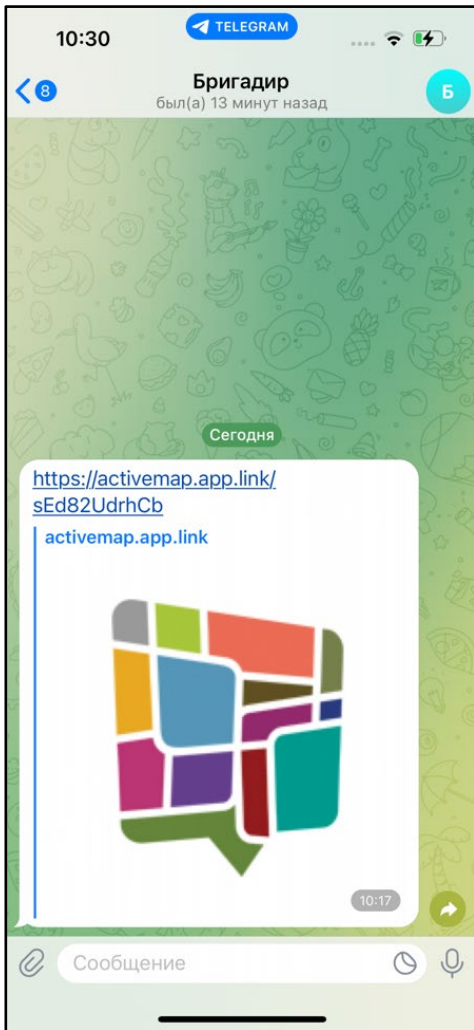 10:30
TELEGRAM
8
Бригадир
был(а) 13 минут назад
Б
Сегодня
https://activemap.app.link/
sEd82UdrhCb
activemap.app.link
10:17
Сообщение